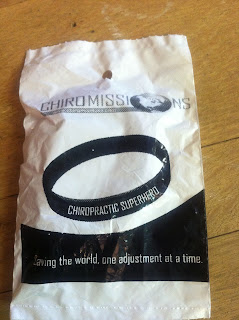 CHIROMISSIONS
CHIROPRACTIC SUPERHERO
Saving the world, one adjustment at a time.